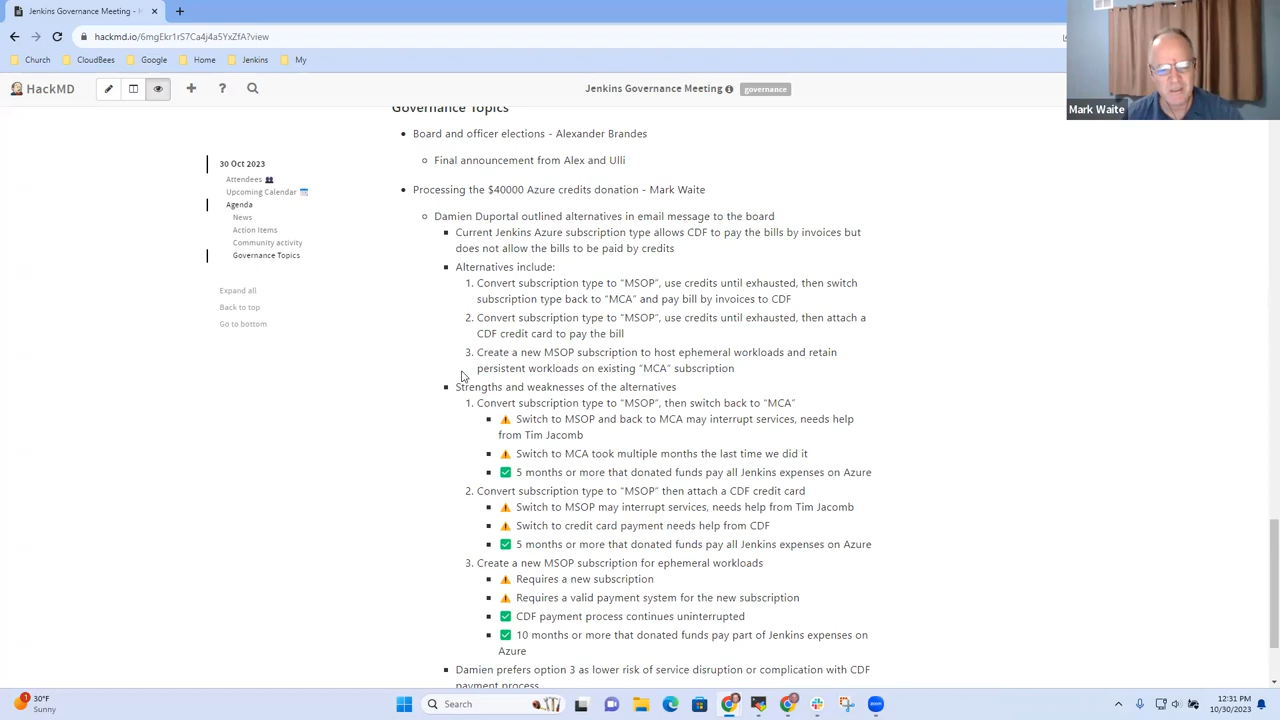 Jenkins Governance Meeting - H
hackmd.io/6mgEkr1rS7Ca4j4a5YxZfA?view
Church
CloudBees
Google
Home
Jenkins
My
HackMD
Jenkins Governance Meeting
governance
Mark Waite
30 Oct 2023
Attendees
Upcoming Calendar
Agenda
News
Action Items
Community activity
Governance Topics
Expand all
Back to top
Go to bottom
Governance Topics
Board and officer elections - Alexander Brandes
Final announcement from Alex and Ulli
Processing the $40000 Azure credits donation - Mark Waite
Damien Duportal outlined alternatives in email message to the board
Current Jenkins Azure subscription type allows CDF to pay the bills by invoices but
does not allow the bills to be paid by credits
Alternatives include:
1. Convert subscription type to “MSOP”, use credits until exhausted, then switch
subscription type back to “MCA” and pay bill by invoices to CDF
2. Convert subscription type to “MSOP”, use credits until exhausted, then attach a
CDF credit card to pay the bill
3. Create a new MSOP subscription to host ephemeral workloads and retain
persistent workloads on existing “MCA” subscription
Strengths and weaknesses of the alternatives
1. Convert subscription type to “MSOP”, then switch back to “MCA”
Switch to MSOP and back to MCA may interrupt services, needs help
from Tim Jacomb
Switch to MCA took multiple months the last time we did it
5 months or more that donated funds pay all Jenkins expenses on Azure
2. Convert subscription type to “MSOP” then attach a CDF credit card
Switch to MSOP may interrupt services, needs help from Tim Jacomb
Switch to credit card payment needs help from CDF
5 months or more that donated funds pay all Jenkins expenses on Azure
3. Create a new MSOP subscription for ephemeral workloads
Requires a new subscription
Requires a valid payment system for the new subscription
CDF payment process continues uninterrupted
10 months or more that donated funds pay part of Jenkins expenses on
Azure
Damien prefers option 3 as lower risk of service disruption or complication with CDF
payment process
1
30°F
Sunny
Search
12:31 PM
10/30/2023